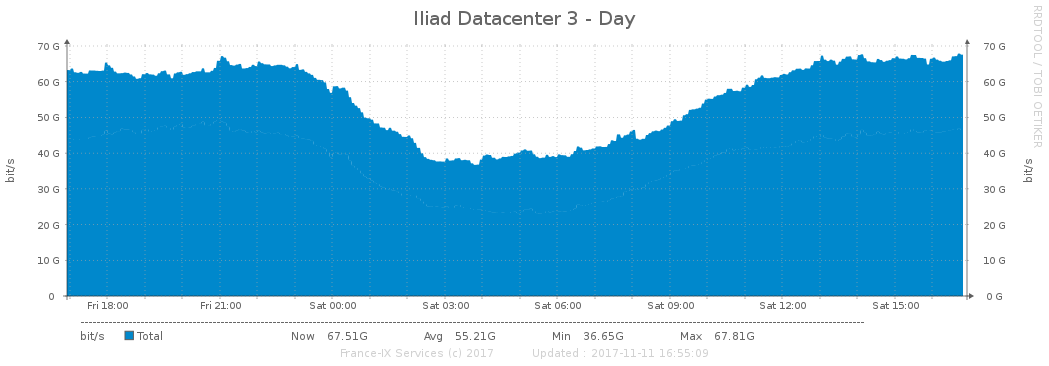 Iliad Datacenter 3 - Day
RRDTOOL / TOBI OETIKER
bit/s
bit/s
70 G 70 G
60 G 60 G
50 G 50 G
40 G 40 G
30 G 30 G
20 G 20 G
10 G 10 G
0 0 G
Fri 18:00 Fri 21:00 Sat 00:00 Sat 03:00 Sat 06:00 Sat 09:00 Sat 12:00 Sat 15:00
bit/s Total Now 67.51G Avg 55.21G Min 36.65G Max 67.81G
France-IX Services (c) 2017 Updated : 2017-11-11 16:55:09